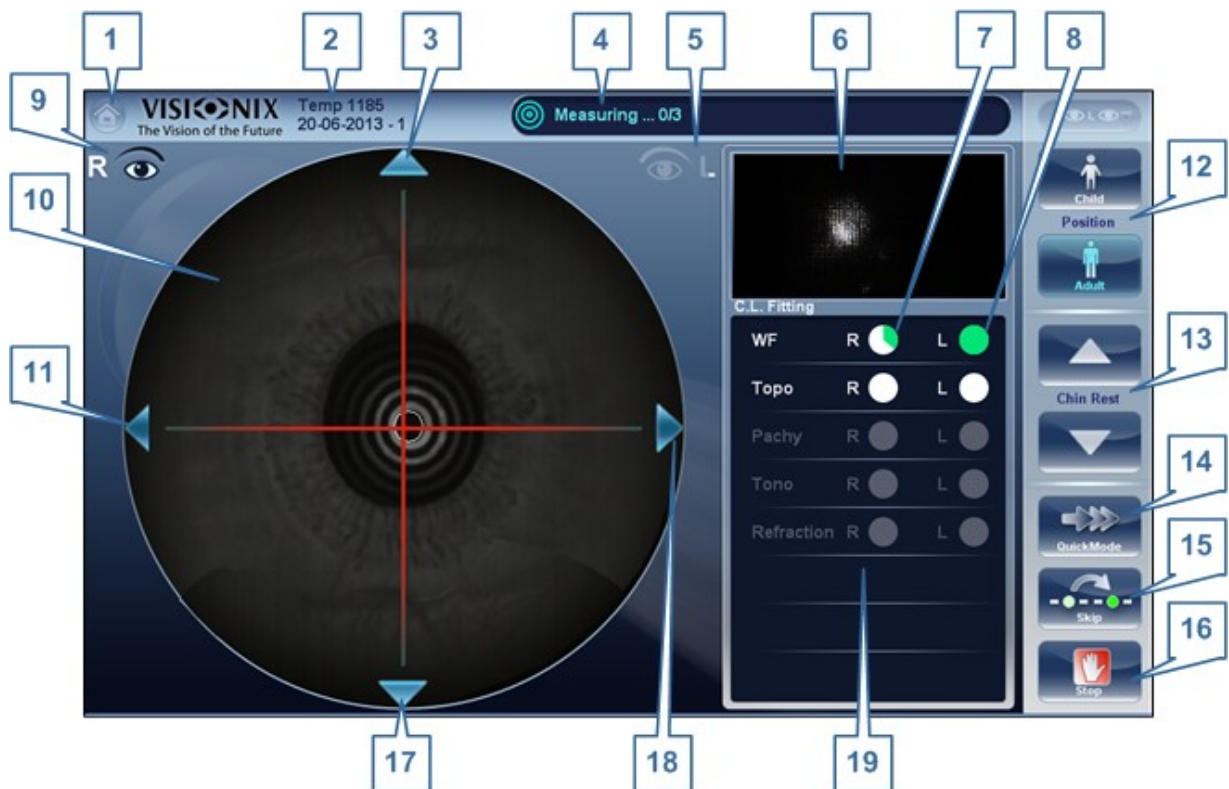 1
2
3
4
5
6
7
8
9
VISIONIX
The Vision of the Future
Temp 1185
20-06-2013 - 1
Measuring ... 0/3
L
R
L
10
11
12
Child
Position
Adult
C.L. Fitting
WF R L
Topo R L
Pachy R L
Tono R L
Refraction R L
13
Chin Rest
14
QuickMode
15
Skip
16
Stop
17
18
19